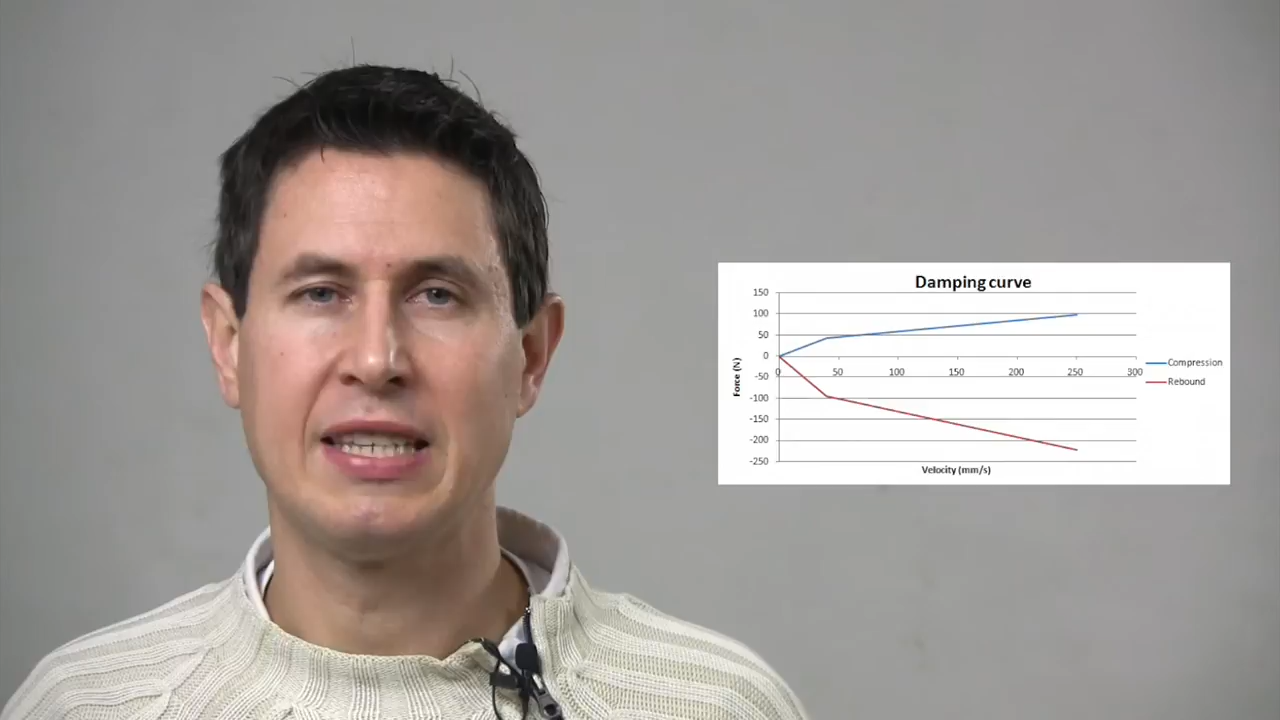 Damping curve
150
100
50
0
-50
-100
-150
-200
-250
0 50 100 150 200 250 300
Force (N)
Velocity (mm/s)
Compression
Rebound